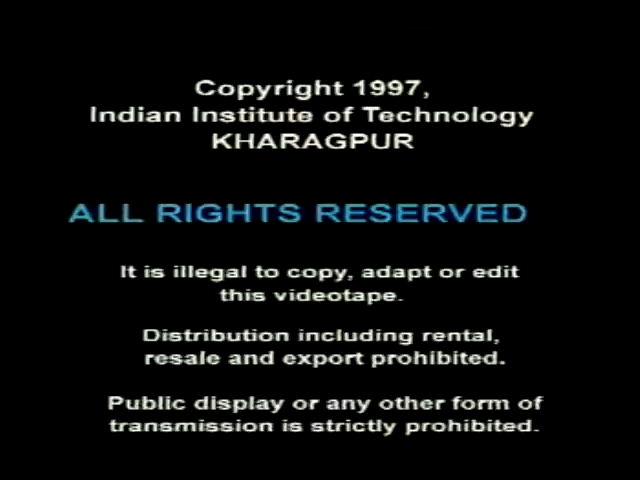 Copyright 1997,
Indian Institute of Technology
KHARAGPUR
ALL RIGHTS RESERVED
It is illegal to copy, adapt or edit
this videotape.
Distribution including rental,
resale and export prohibited.
Public display or any other form of
transmission is strictly prohibited.